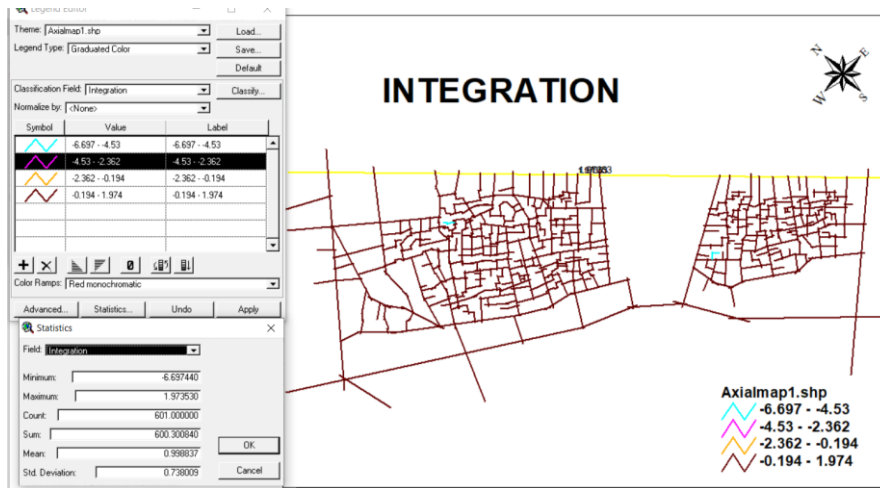 Legend Editor
Theme: Axialmap1.shp
Load...
Legend Type: Graduated Color
Save...
Default
Classification Field: Integration
Classify...
Normalize by: <None>
Symbol Value Label
-6.697 - -4.53 -6.697 - -4.53
-4.53 - -2.362 -4.53 - -2.362
-2.362 - -0.194 -2.362 - -0.194
-0.194 - 1.974 -0.194 - 1.974
Color Ramps: Red monochromatic
Advanced... Statistics... Undo Apply
Statistics
Field: Integration
Minimum: -6.697440
Maximum: 1.973530
Count: 601.000000
Sum: 600.300840
Mean: 0.998837
Std. Deviation: 0.738009
OK
Cancel
INTEGRATION
N
E
W
S
Axialmap1.shp
-6.697 - -4.53
-4.53 - -2.362
-2.362 - -0.194
-0.194 - 1.974